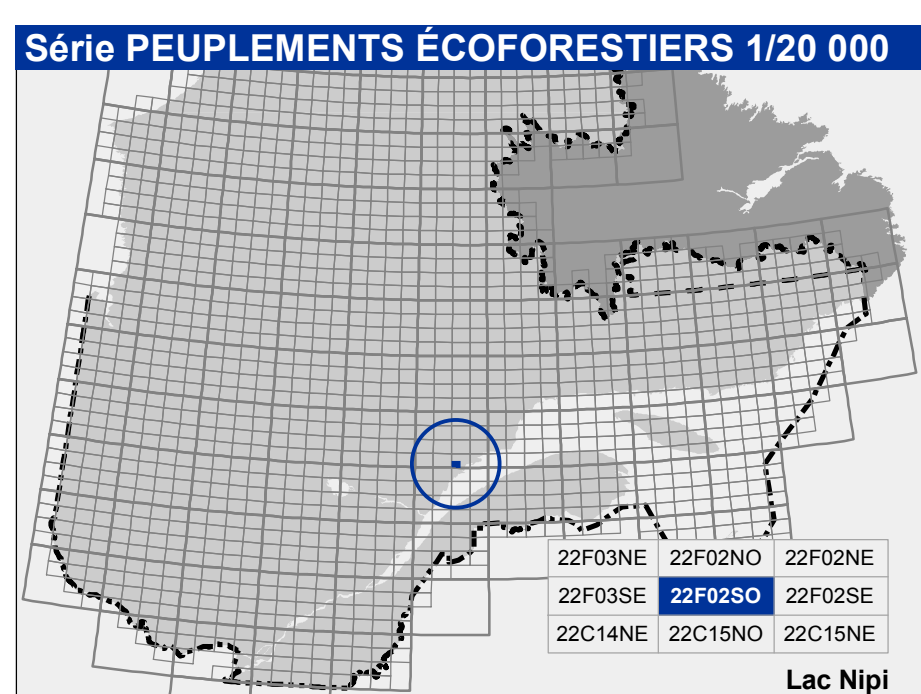 Série PEUPLEMENTS ÉCOFORESTIERS 1/20 000
22F03NE 22F02NO 22F02NE
22F03SE 22F02SO 22F02SE
22C14NE 22C15NO 22C15NE
Lac Nipi